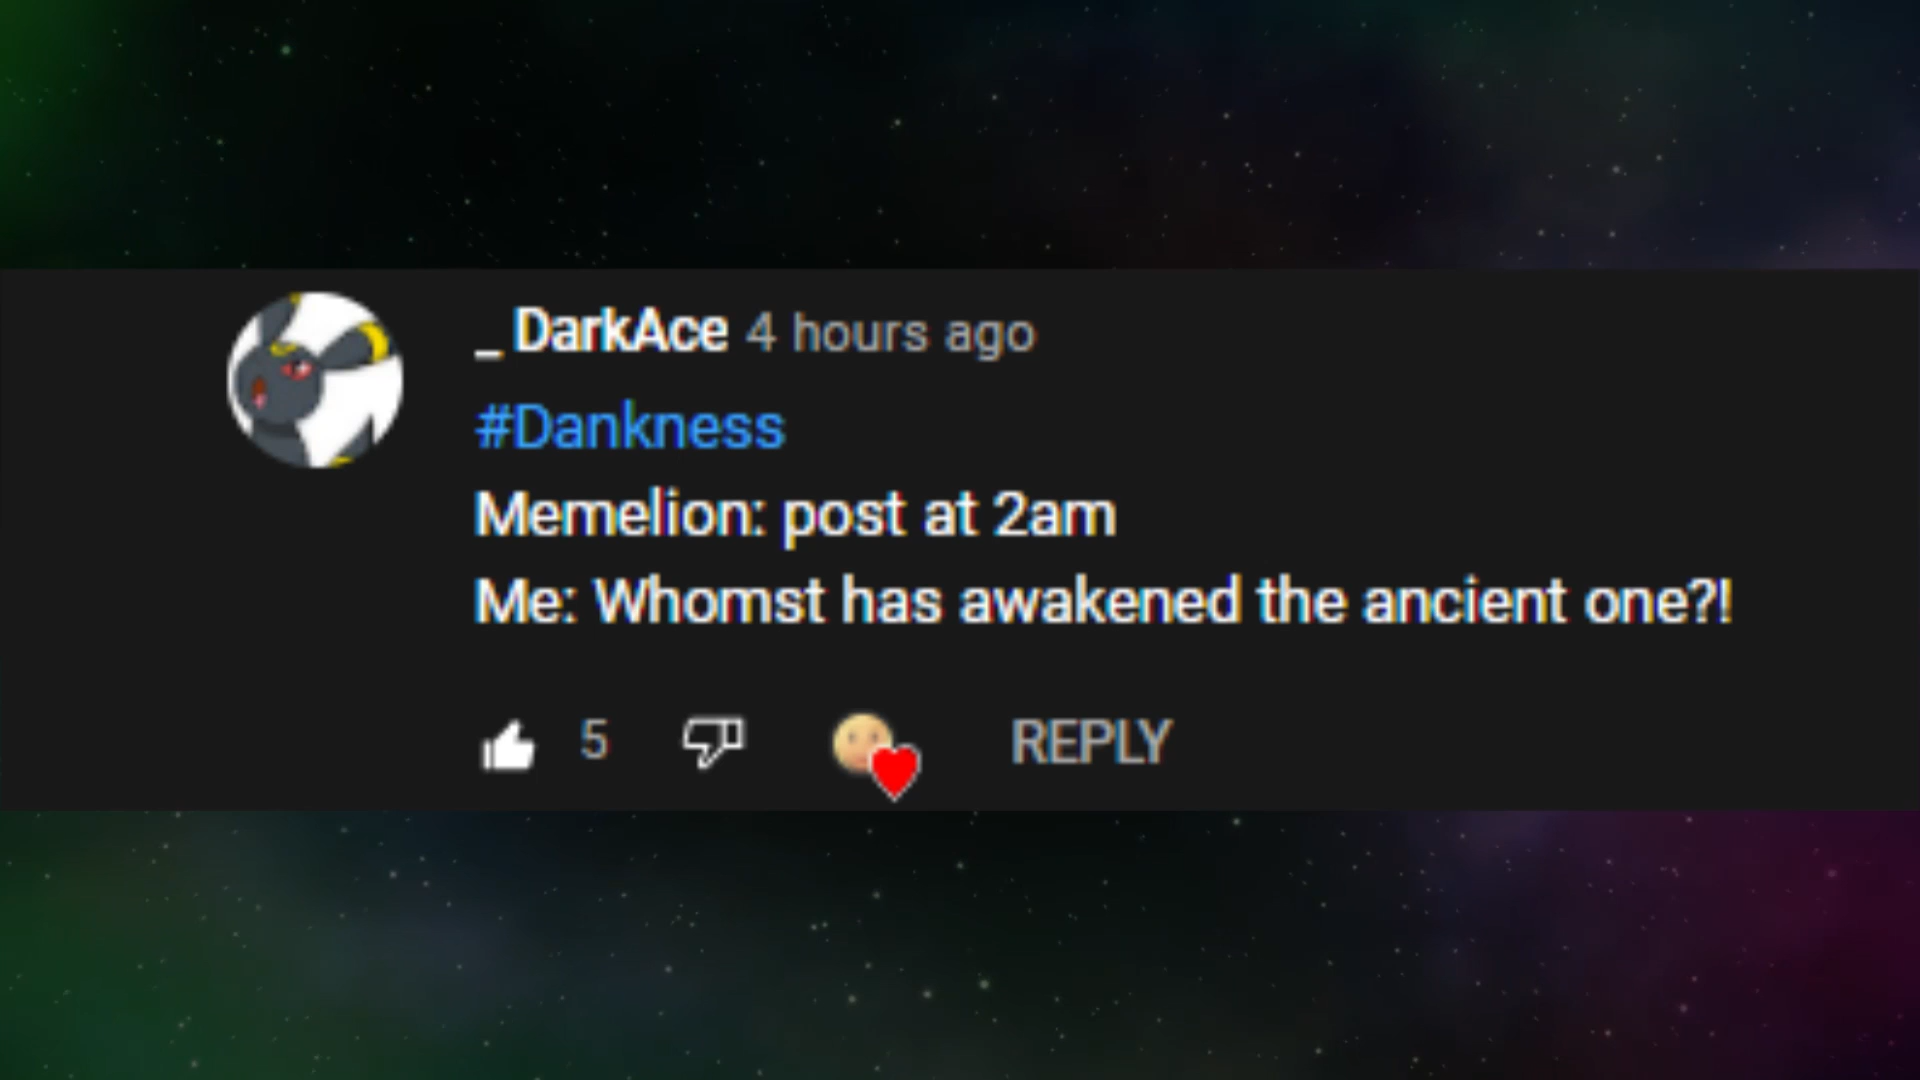 _ DarkAce 4 hours ago
#Dankness
Memelion: post at 2am
Me: Whomst has awakened the ancient one?!
5 REPLY